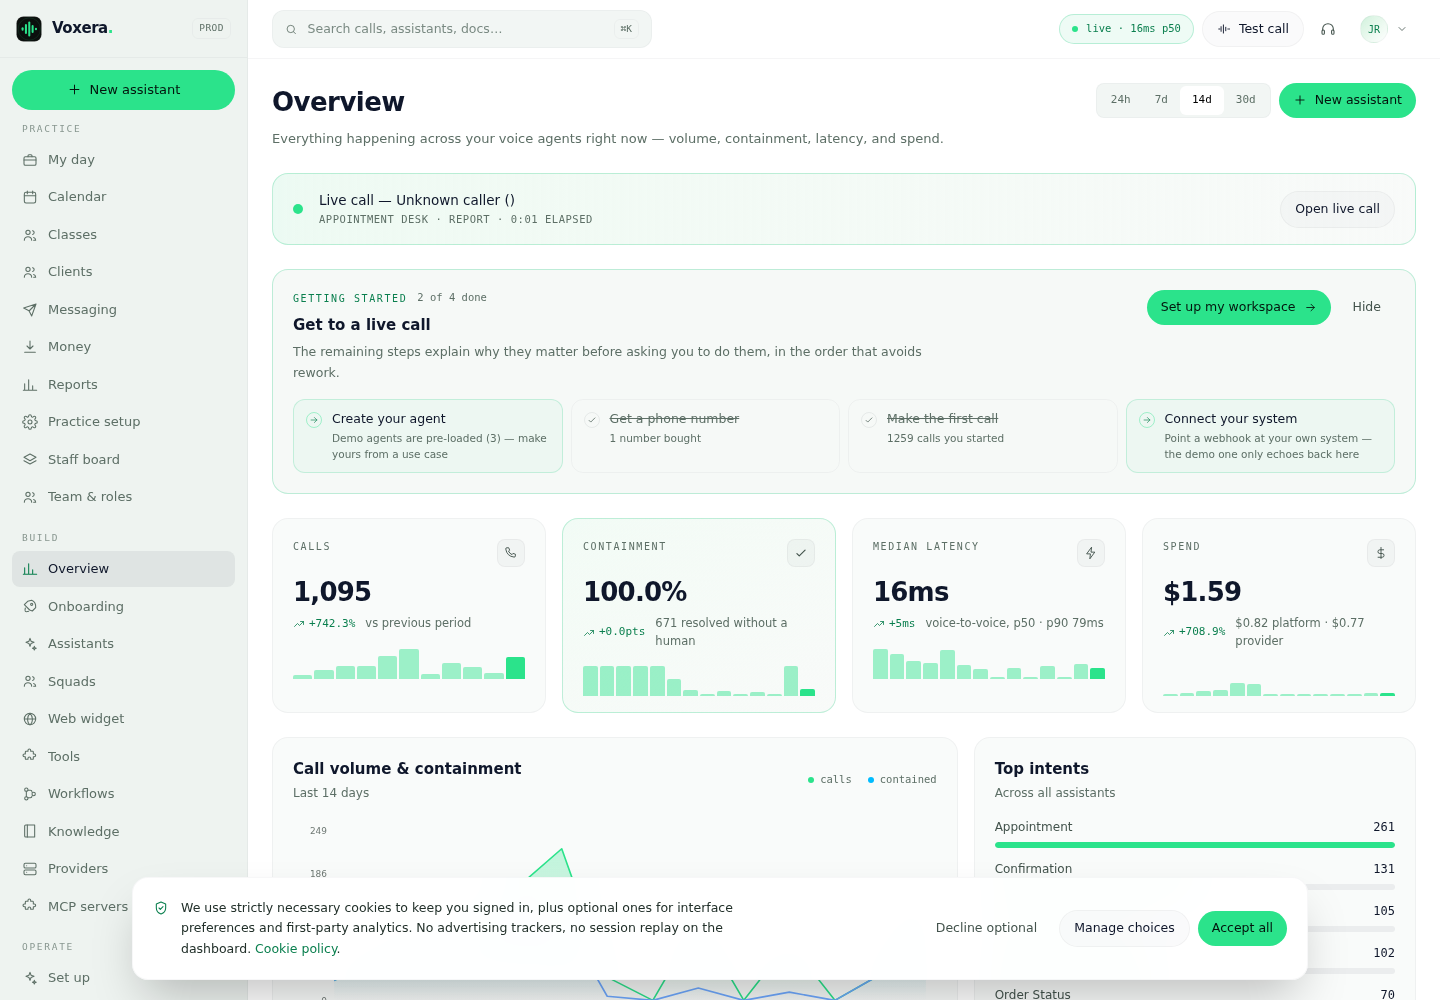 Voxera.
PROD
New assistant
PRACTICE
My day
Calendar
Classes
Clients
Messaging
Money
Reports
Practice setup
Staff board
Team & roles
BUILD
Overview
Onboarding
Assistants
Squads
Web widget
Tools
Workflows
Knowledge
Providers
MCP servers
OPERATE
Set up
Search calls, assistants, docs...
⌘K
live · 16ms p50
Test call
JR
Overview
24h
7d
14d
30d
New assistant
Everything happening across your voice agents right now — volume, containment, latency, and spend.
Live call — Unknown caller ()
APPOINTMENT DESK · REPORT · 0:01 ELAPSED
Open live call
GETTING STARTED 2 of 4 done
Get to a live call
The remaining steps explain why they matter before asking you to do them, in the order that avoids
rework.
Set up my workspace
Hide
Create your agent
Demo agents are pre-loaded (3) — make
yours from a use case
Get a phone number
1 number bought
Make the first call
1259 calls you started
Connect your system
Point a webhook at your own system —
the demo one only echoes back here
CALLS
1,095
+742.3% vs previous period
CONTAINMENT
100.0%
+0.0pts
671 resolved without a
human
MEDIAN LATENCY
16ms
+5ms voice-to-voice, p50 · p90 79ms
SPEND
$1.59
+708.9%
$0.82 platform · $0.77
provider
Call volume & containment
Last 14 days
calls
contained
249
186
Top intents
Across all assistants
Appointment 261
Confirmation 131
105
102
Order Status 70
We use strictly necessary cookies to keep you signed in, plus optional ones for interface
preferences and first-party analytics. No advertising trackers, no session replay on the
dashboard. Cookie policy.
Decline optional
Manage choices
Accept all